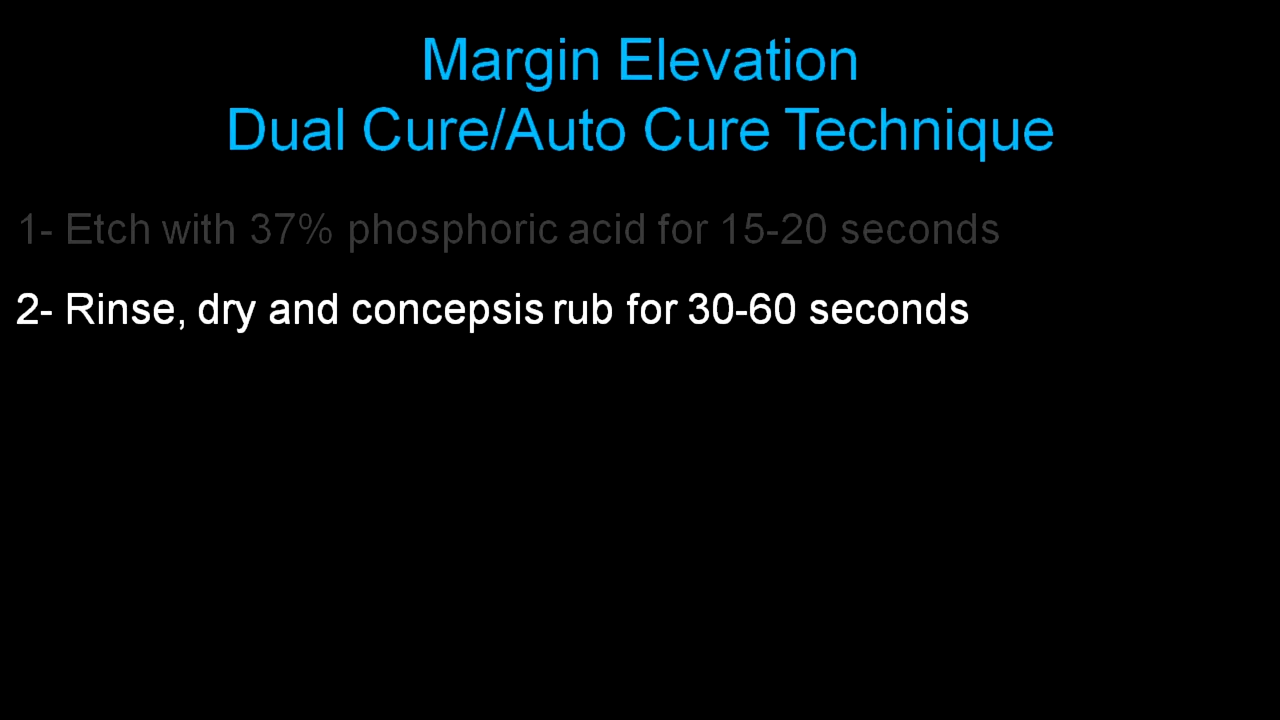 Margin Elevation
Dual Cure/Auto Cure Technique
1- Etch with 37% phosphoric acid for 15-20 seconds
2- Rinse, dry and concepsis rub for 30-60 seconds